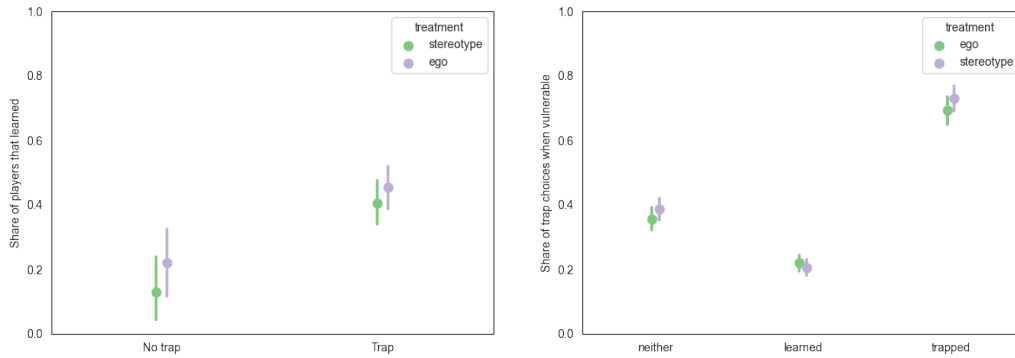 Share of players that learned
1.0
0.8
0.6
0.4
0.2
0.0
No trap
Trap
treatment
stereotype
ego
Share of trap choices when vulnerable
1.0
0.8
0.6
0.4
0.2
0.0
neither
learned
trapped
treatment
ego
stereotype